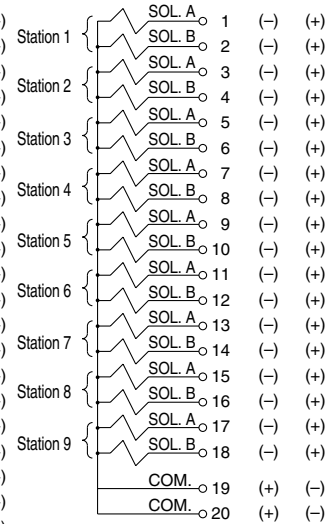 Station 1 SOL. A 1 (–) (+)
SOL. B 2 (–) (+)
Station 2 SOL. A 3 (–) (+)
SOL. B 4 (–) (+)
Station 3 SOL. A 5 (–) (+)
SOL. B 6 (–) (+)
Station 4 SOL. A 7 (–) (+)
SOL. B 8 (–) (+)
Station 5 SOL. A 9 (–) (+)
SOL. B 10 (–) (+)
Station 6 SOL. A 11 (–) (+)
SOL. B 12 (–) (+)
Station 7 SOL. A 13 (–) (+)
SOL. B 14 (–) (+)
Station 8 SOL. A 15 (–) (+)
SOL. B 16 (–) (+)
Station 9 SOL. A 17 (–) (+)
SOL. B 18 (–) (+)
COM. 19 (+) (–)
COM. 20 (+) (–)